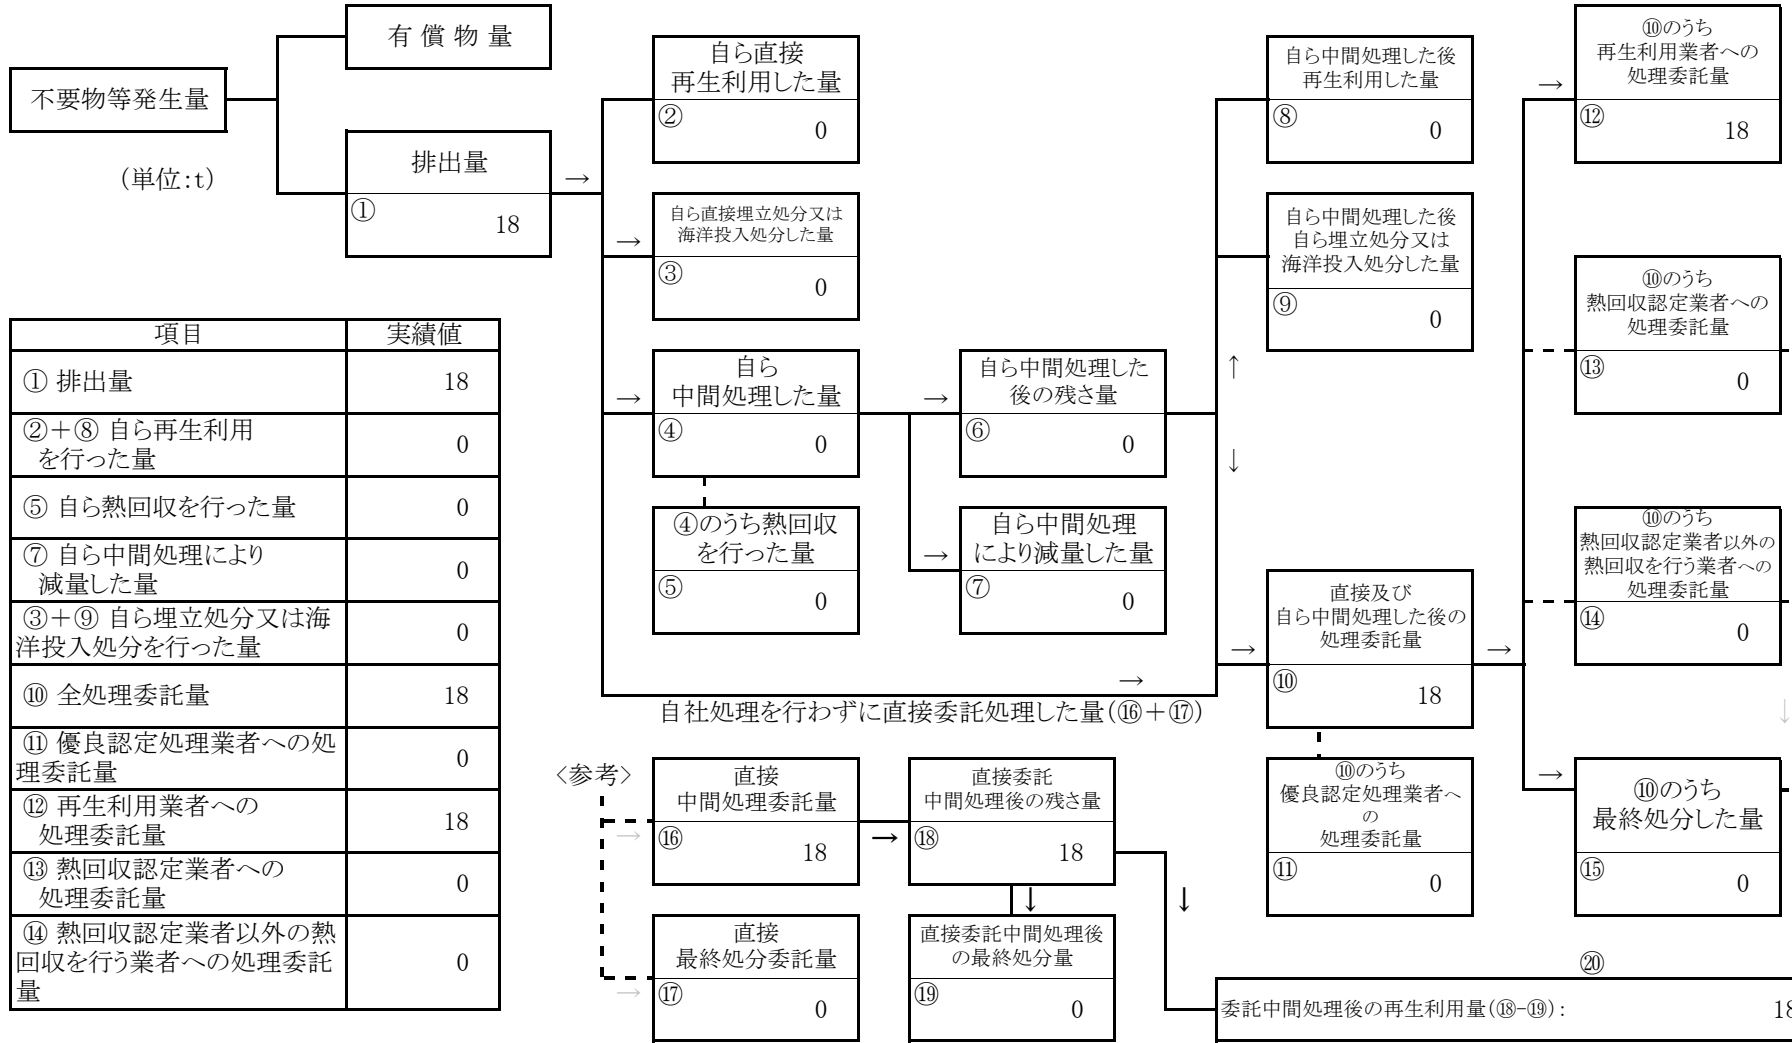 不要物等発生量
(単位:t)
有 償 物 量
排出量
①
18
→
自ら直接
再生利用した量
②
0
→
自ら直接埋立処分又は
海洋投入処分した量
③
0
→
自ら
中間処理した量
④
0
④のうち熱回収
を行った量
⑤
0
→
自ら中間処理した
後の残さ量
⑥
0
→
自ら中間処理
により減量した量
⑦
0
↑
↓
自ら中間処理した後
再生利用した量
⑧
0
自ら中間処理した後
自ら埋立処分又は
海洋投入処分した量
⑨
0
→
自社処理を行わずに直接委託処理した量(⑯+⑰)
→
直接及び
自ら中間処理した後の
処理委託量
⑩
18
→
⑩のうち
優良認定処理業者へ
の
処理委託量
⑪
0
→
⑩のうち
再生利用業者への
処理委託量
⑫
18
⑩のうち
熱回収認定業者への
処理委託量
⑬
0
⑩のうち
熱回収認定業者以外の
熱回収を行う業者への
処理委託量
⑭
0
↓
→
⑩のうち
最終処分した量
⑮
0
項目 実績値
① 排出量 18
②+⑧ 自ら再生利用
を行った量 0
⑤ 自ら熱回収を行った量 0
⑦ 自ら中間処理により
減量した量 0
③+⑨ 自ら埋立処分又は海
洋投入処分を行った量 0
⑩ 全処理委託量 18
⑪ 優良認定処理業者への処
理委託量 0
⑫ 再生利用業者への
処理委託量 18
⑬ 熱回収認定業者への
処理委託量 0
⑭ 熱回収認定業者以外の熱
回収を行う業者への処理委託
量 0
〈参考〉
→
直接
中間処理委託量
⑯
18
→
直接委託
中間処理後の残さ量
⑱
18
↓
↓
→
直接
最終処分委託量
⑰
0
直接委託中間処理後
の最終処分量
⑲
0
⑳
委託中間処理後の再生利用量(⑱-⑲): 18